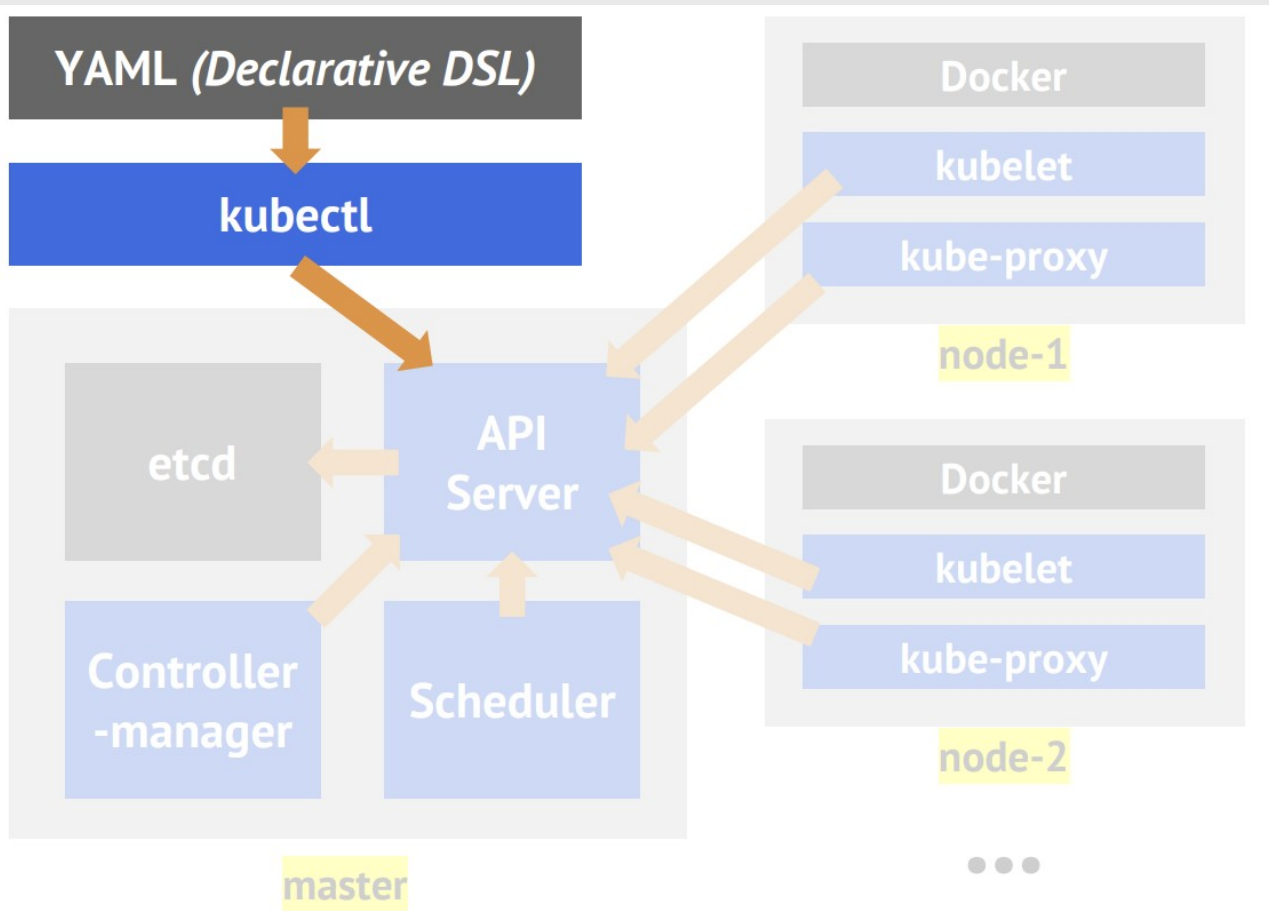 YAML (Declarative DSL)
kubectl
etcd
API
Server
Controller
-manager
Scheduler
master
Docker
kubelet
kube-proxy
node-1
Docker
kubelet
kube-proxy
node-2
...